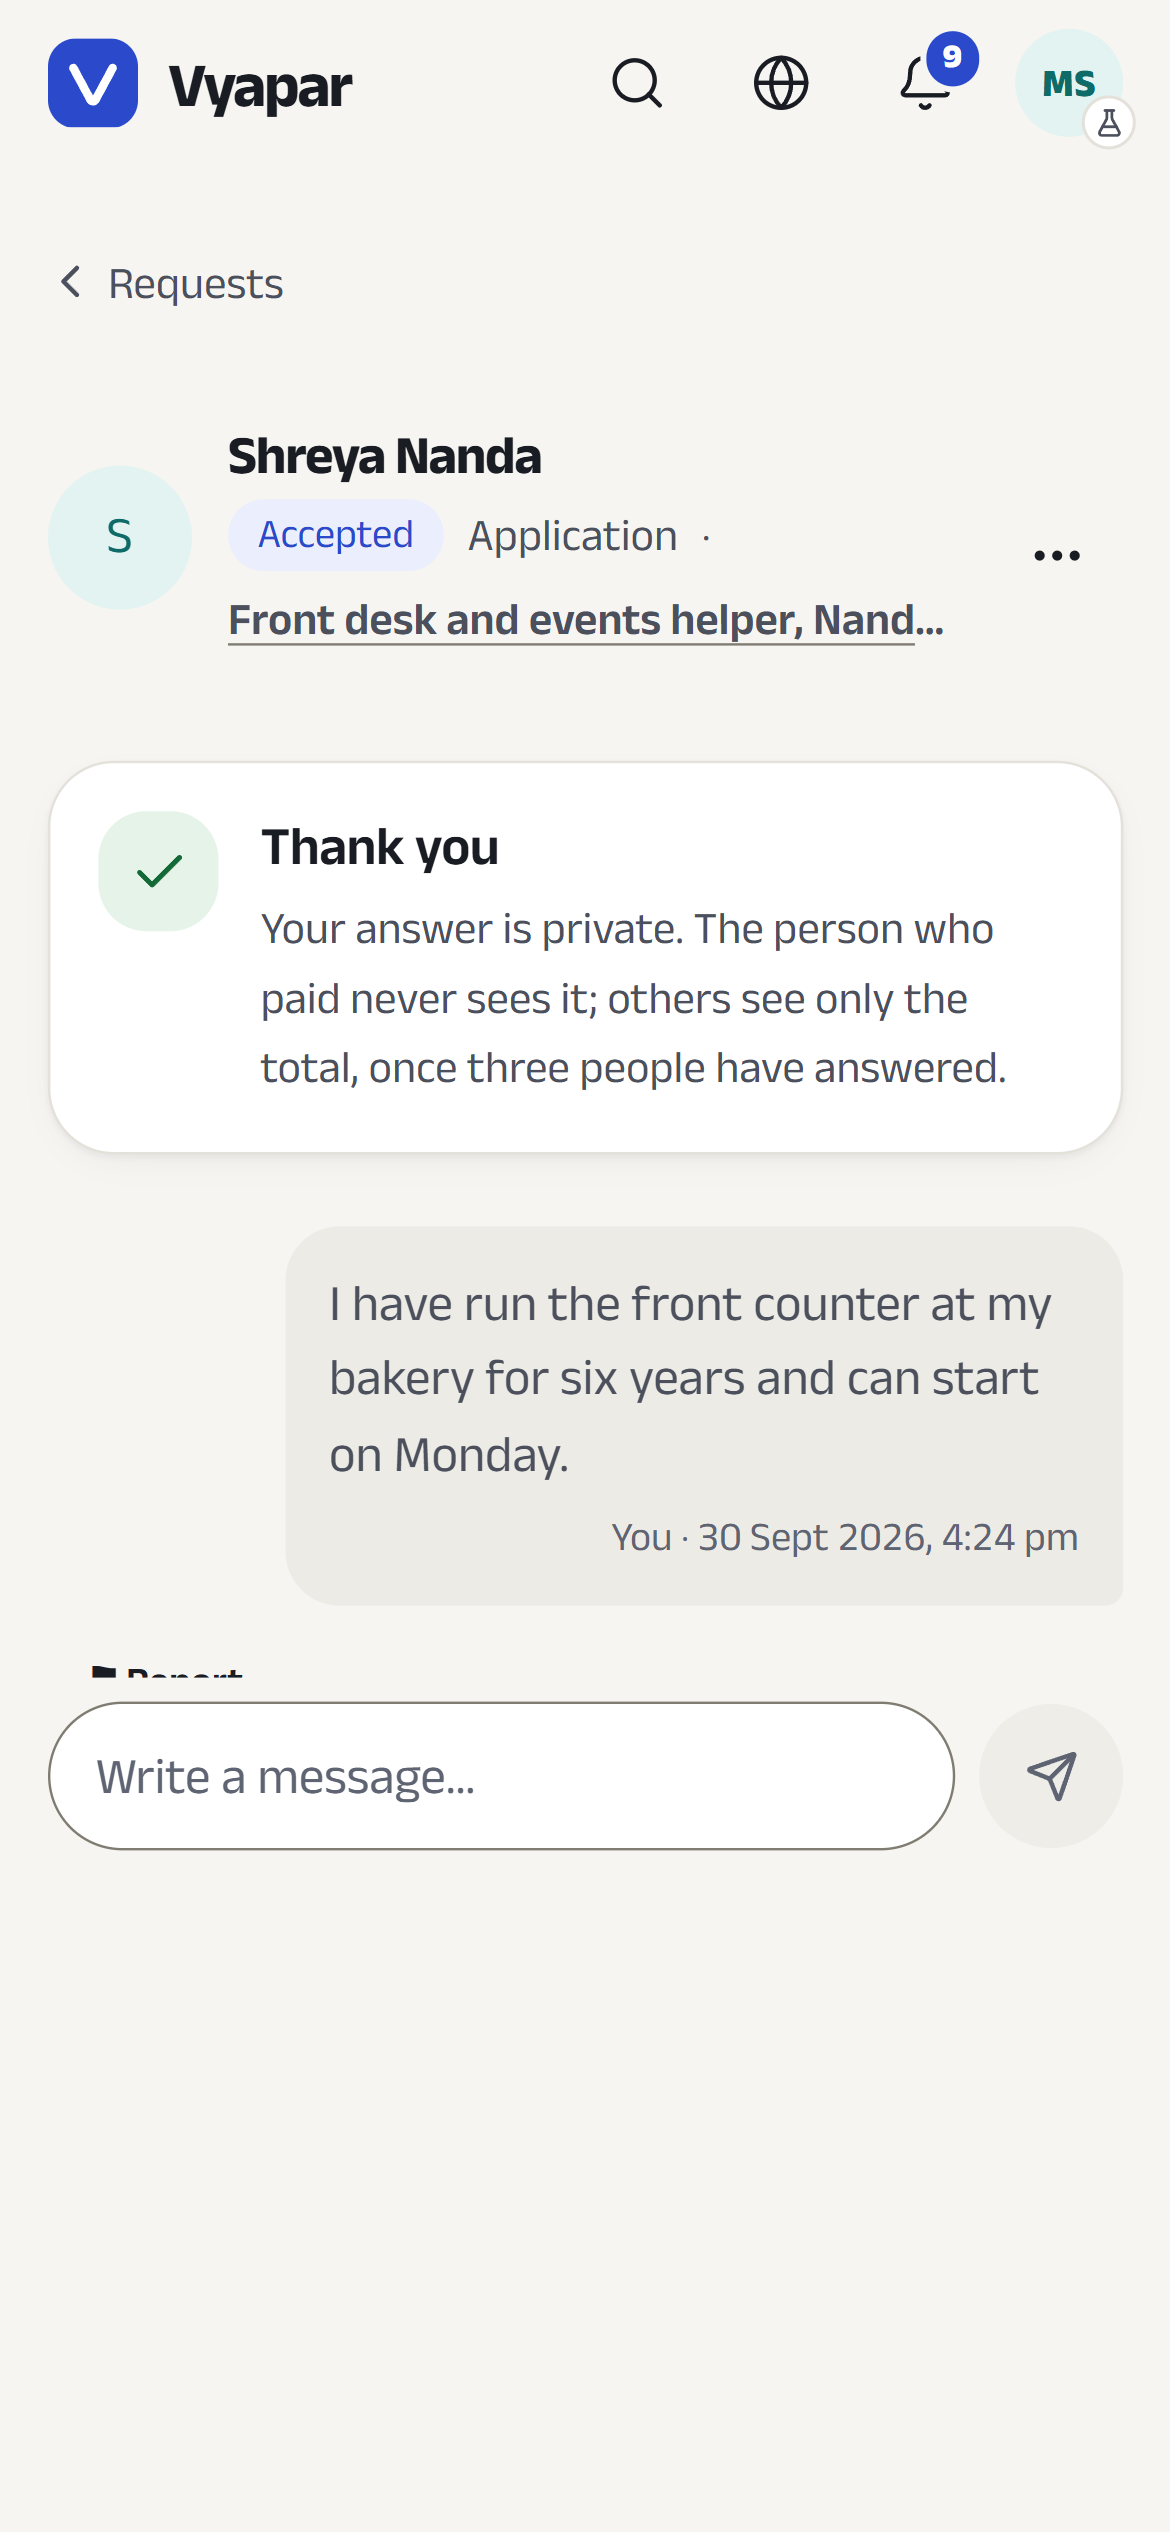 Vyapar
9
MS
Requests
Shreya Nanda
S
Accepted Application ·
Front desk and events helper, Nand...
Thank you
Your answer is private. The person who
paid never sees it; others see only the
total, once three people have answered.
I have run the front counter at my
bakery for six years and can start
on Monday.
You · 30 Sept 2026, 4:24 pm
Report
Write a message...